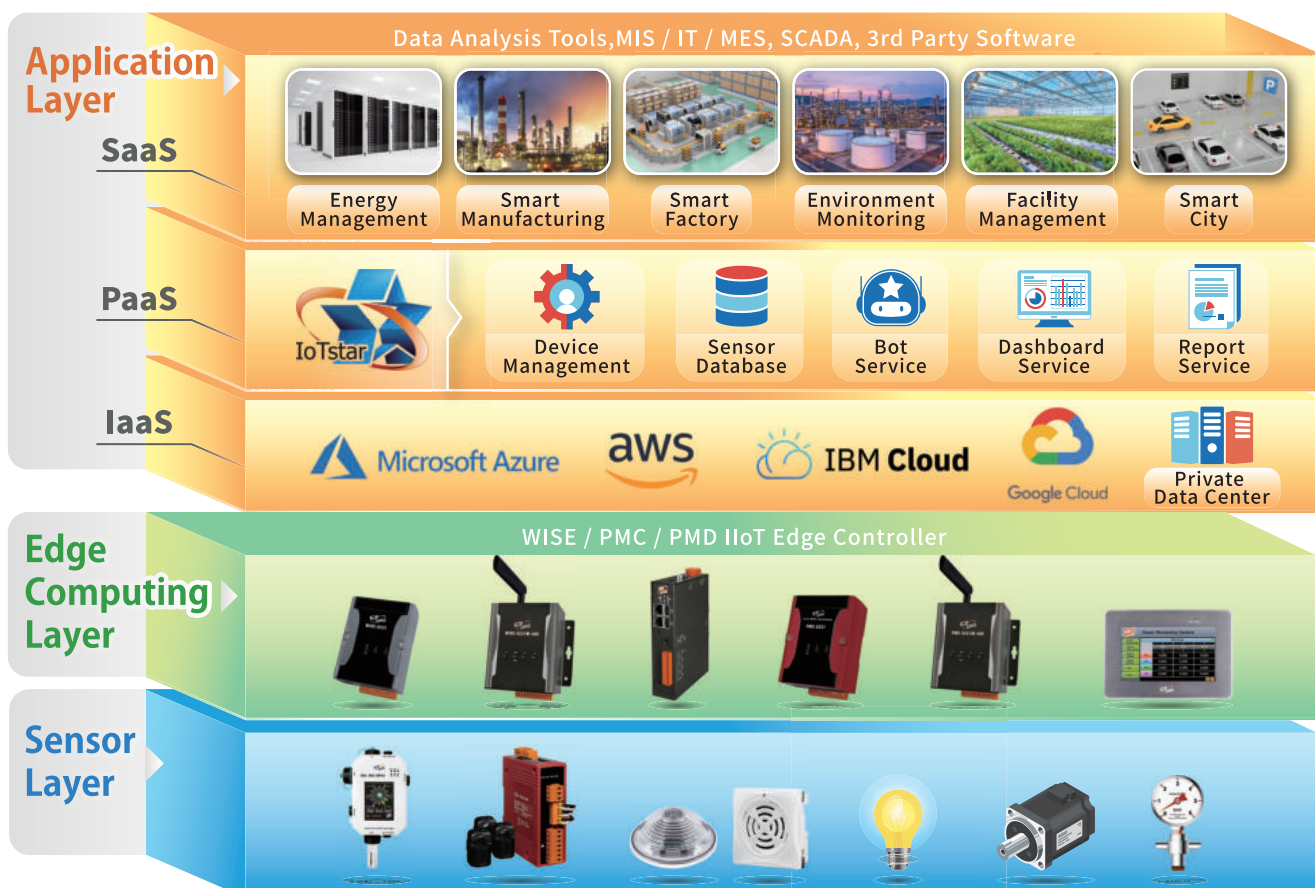 Data Analysis Tools,MIS / IT / MES, SCADA, 3rd Party Software
Application
Layer
SaaS
P
Energy
Management
Smart
Manufacturing
Smart
Factory
Environment
Monitoring
Facility
Management
Smart
City
PaaS
IoTstar
Device
Management
Sensor
Database
Bot
Service
Dashboard
Service
Report
Service
IaaS
Microsoft Azure
aws
IBM Cloud
Google Cloud
Private
Data Center
WISE / PMC / PMD IIoT Edge Controller
Edge
Computing
Layer
Sensor
Layer